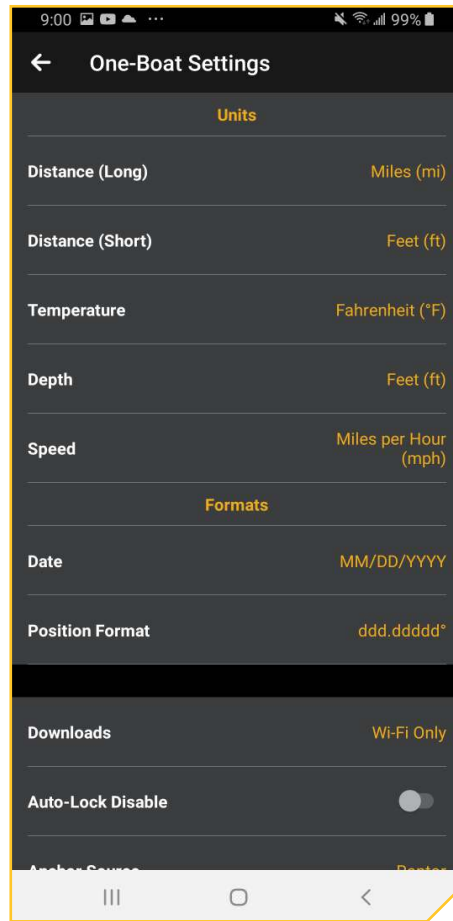 9:00 ··· 99%
One-Boat Settings
Units
Distance (Long) Miles (mi)
Distance (Short) Feet (ft)
Temperature Fahrenheit (°F)
Depth Feet (ft)
Speed Miles per Hour
(mph)
Formats
Date MM/DD/YYYY
Position Format ddd.ddddd°
Downloads Wi-Fi Only
Auto-Lock Disable